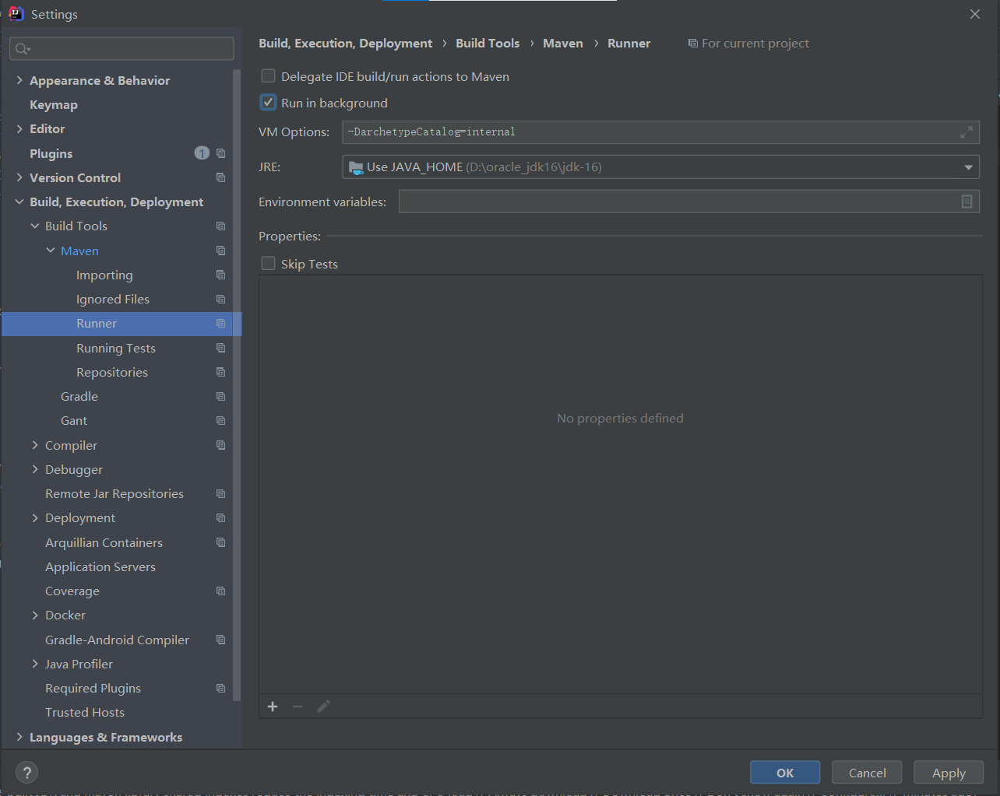 Settings
Build, Execution, Deployment › Build Tools › Maven › Runner For current project
Appearance & Behavior
Keymap
Editor
Plugins 1
Version Control
Build, Execution, Deployment
Build Tools
Maven
Importing
Ignored Files
Runner
Running Tests
Repositories
Gradle
Gant
Compiler
Debugger
Remote Jar Repositories
Deployment
Arquillian Containers
Application Servers
Coverage
Docker
Gradle-Android Compiler
Java Profiler
Required Plugins
Trusted Hosts
Languages & Frameworks
Delegate IDE build/run actions to Maven
Run in background
VM Options: -DarchetypeCatalog=internal
JRE: Use JAVA_HOME (D:\oracle_jdk16\jdk-16)
Environment variables:
Properties:
Skip Tests
No properties defined
? OK Cancel Apply